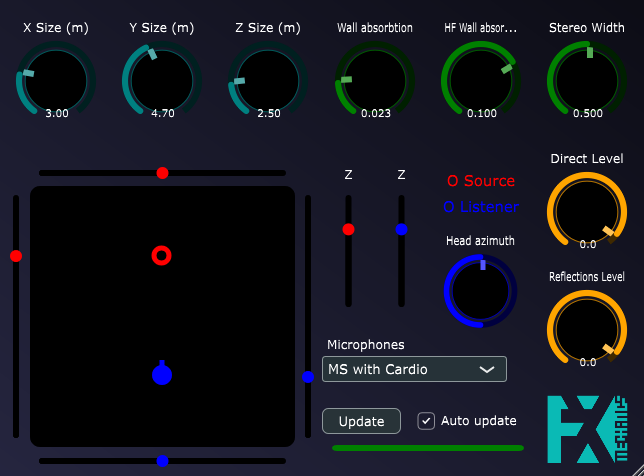 X Size (m) Y Size (m) Z Size (m) Wall absorbtion HF Wall absor... Stereo Width
3.00 4.70 2.50 0.023 0.100 0.500
Direct Level
Z Z
O Source
O Listener
Head azimuth
0.0
Reflections Level
Microphones
MS with Cardio
0.0
Update Auto update
FX